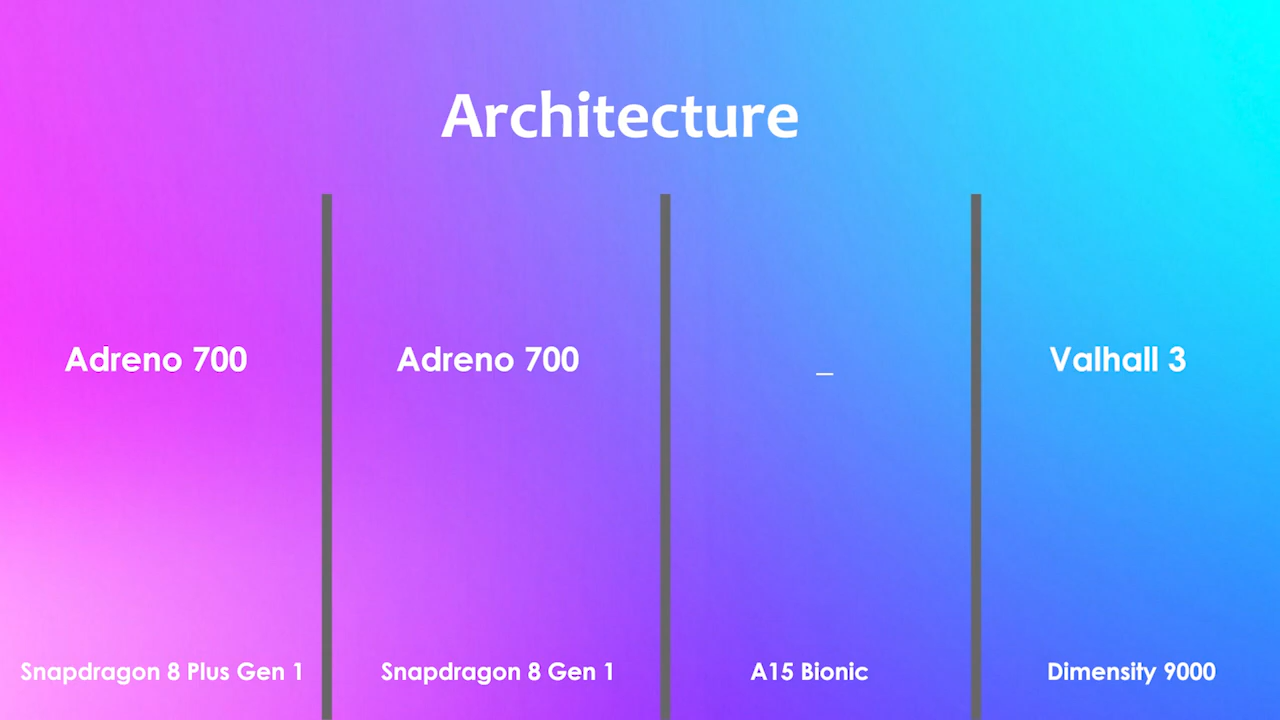 Architecture
Adreno 700
Adreno 700
_
Valhall 3
Snapdragon 8 Plus Gen 1
Snapdragon 8 Gen 1
A15 Bionic
Dimensity 9000